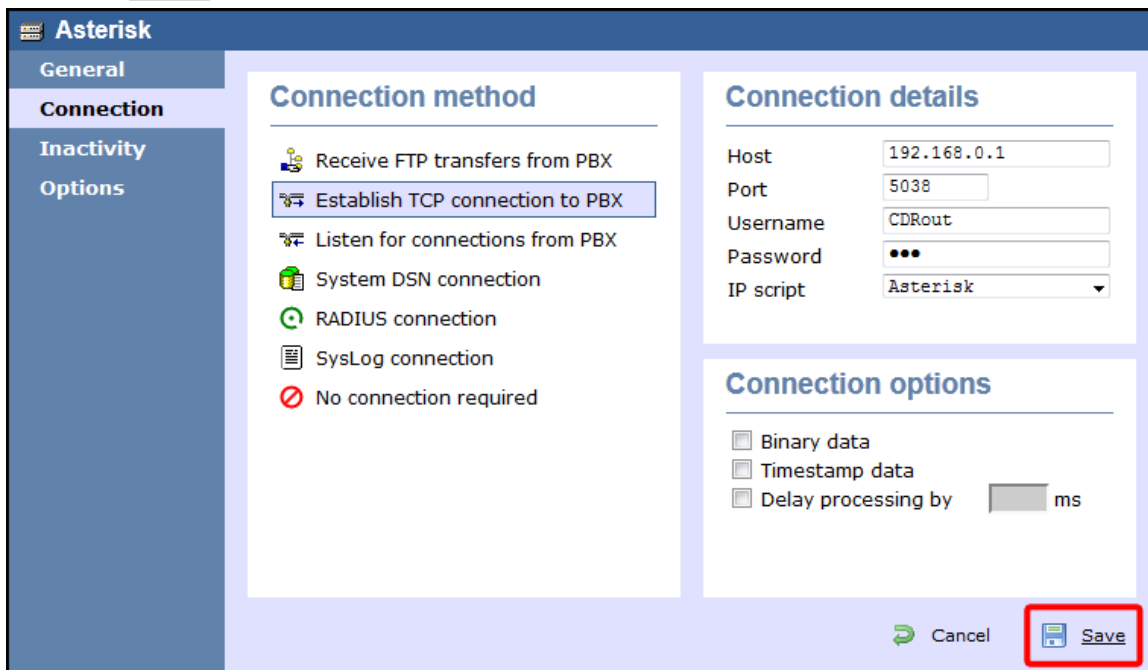 Asterisk
General
Connection
Inactivity
Options
Connection method
Receive FTP transfers from PBX
Establish TCP connection to PBX
Listen for connections from PBX
System DSN connection
RADIUS connection
SysLog connection
No connection required
Connection details
Host 192.168.0.1
Port 5038
Username CDRout
Password •••
IP script Asterisk
Connection options
Binary data
Timestamp data
Delay processing by ms
Cancel Save